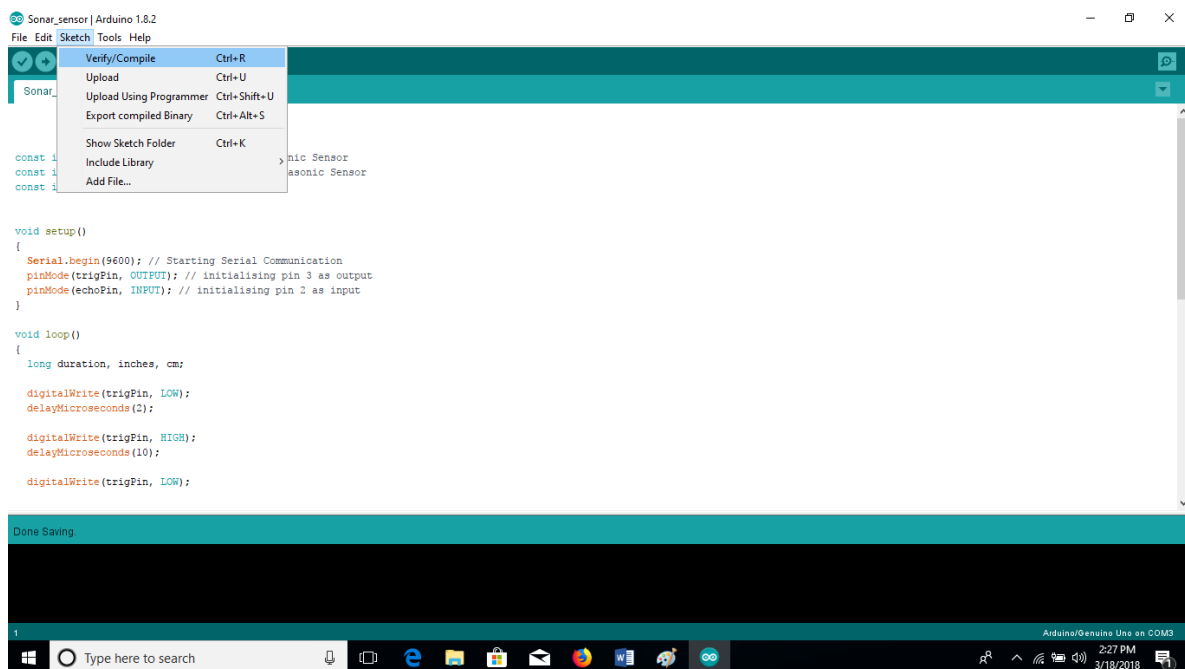 Sonar_sensor | Arduino 1.8.2
File Edit Sketch Tools Help
Verify/Compile Ctrl+R
Upload Ctrl+U
Upload Using Programmer Ctrl+Shift+U
Export compiled Binary Ctrl+Alt+S
Show Sketch Folder Ctrl+K
Include Library
Add File...
Sonar_
const i nic Sensor
const i asonic Sensor
const i
void setup()
{
Serial.begin(9600); // Starting Serial Communication
pinMode(trigPin, OUTPUT); // initialising pin 3 as output
pinMode(echoPin, INPUT); // initialising pin 2 as input
}
void loop()
{
long duration, inches, cm;
digitalWrite(trigPin, LOW);
delayMicroseconds(2);
digitalWrite(trigPin, HIGH);
delayMicroseconds(10);
digitalWrite(trigPin, LOW);
Done Saving.
1 Arduino/Genuino Uno on COM3
Type here to search
2:27 PM
3/18/2018